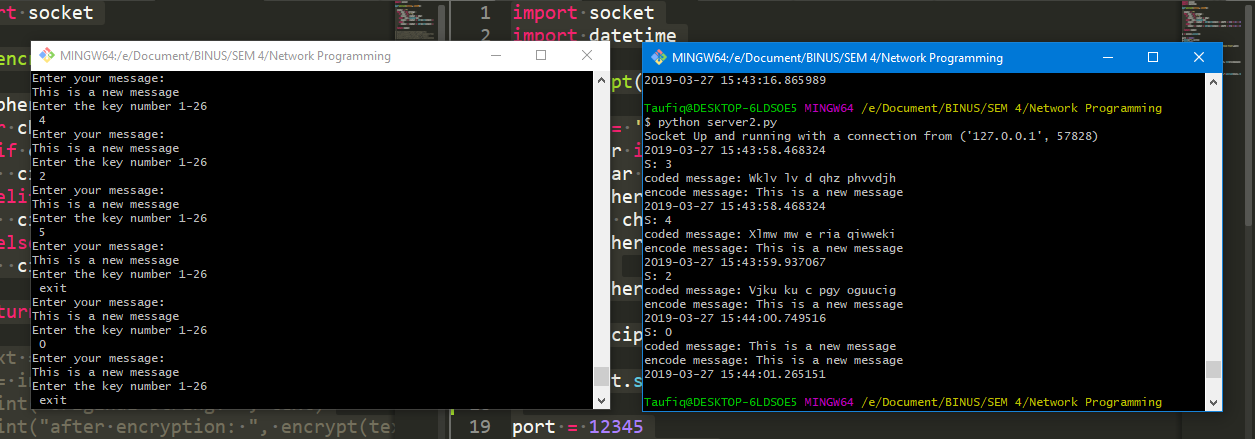 rt socket
MINGW64:/e/Document/BINUS/SEM 4/Network Programming
Enter your message:
This is a new message
Enter the key number 1-26
4
Enter your message:
This is a new message
Enter the key number 1-26
2
Enter your message:
This is a new message
Enter the key number 1-26
5
Enter your message:
This is a new message
Enter the key number 1-26
exit
Enter your message:
This is a new message
Enter the key number 1-26
0
Enter your message:
This is a new message
Enter the key number 1-26
exit
int("after encryption: ", encrypt(te
1 import socket
2 import datetime
MINGW64:/e/Document/BINUS/SEM 4/Network Programming
2019-03-27 15:43:16.865989
Taufiq@DESKTOP-6LDSOE5 MINGW64 /e/Document/BINUS/SEM 4/Network Programming
$ python server2.py
Socket Up and running with a connection from ('127.0.0.1', 57828)
2019-03-27 15:43:58.468324
S: 3
coded message: Wklv lv d qhz phvvdjh
encode message: This is a new message
2019-03-27 15:43:58.468324
S: 4
coded message: Xlmw mw e ria qiwweki
encode message: This is a new message
2019-03-27 15:43:59.937067
S: 2
coded message: Vjku ku c pgy oguucig
encode message: This is a new message
2019-03-27 15:44:00.749516
S: 0
coded message: This is a new message
encode message: This is a new message
2019-03-27 15:44:01.265151
Taufiq@DESKTOP-6LDSOE5 MINGW64 /e/Document/BINUS/SEM 4/Network Programming
19 port = 12345